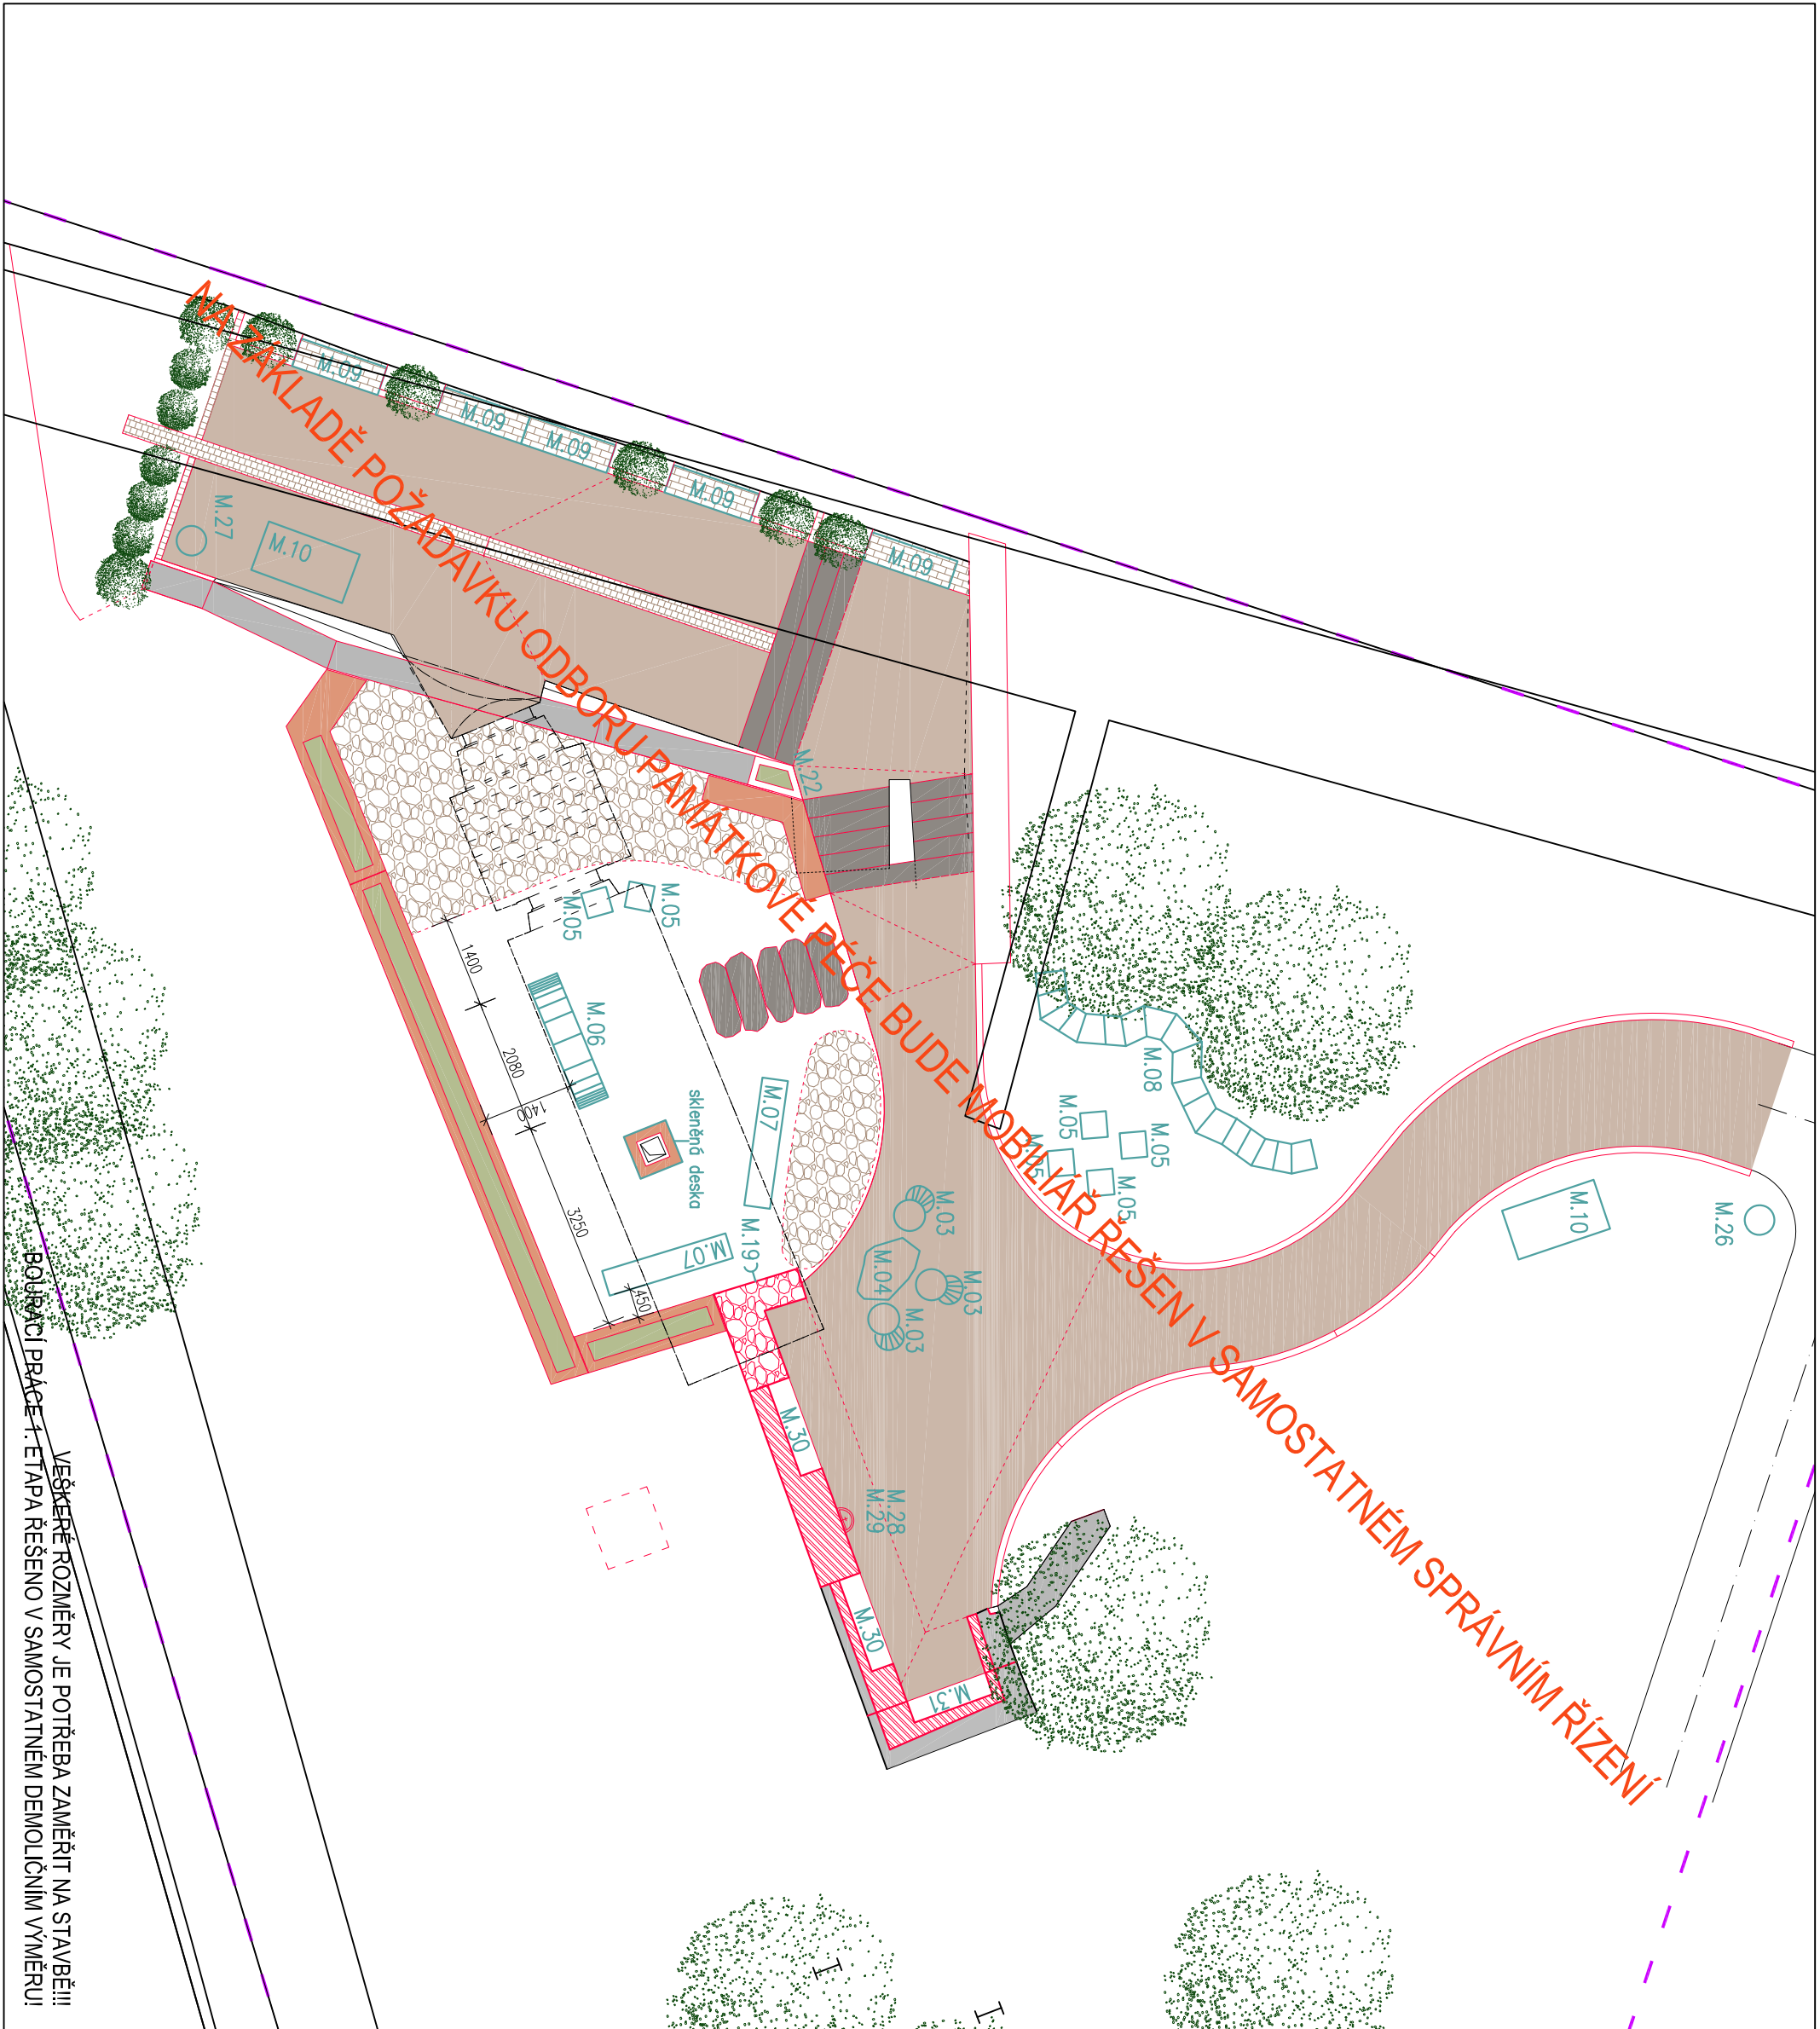 NA ZÁKLADĚ POŽADAVKU ODBORU PAMÁTKOVÉ PÉČE BUDE MOBILIÁŘ ŘEŠEN V SAMOSTATNÉM SPRÁVNÍM ŘÍZENÍ
M.09
M.09
M.09
M.09
M.09
M.27
M.10
M.22
M.05
M.05
M.06
M.07
M.07
M.19
skleněná deska
1400
2080
1400
3250
450
M.08
M.05
M.05
M.05
M.05
M.03
M.03
M.03
M.04
M.10
M.26
M.30
M.28
M.29
M.30
M.31
VEŠKERÉ ROZMĚRY JE POTŘEBA ZAMĚŘIT NA STAVBĚ!!!
BOURACÍ PRÁCE 1. ETAPA ŘEŠENO V SAMOSTATNÉM DEMOLIČNÍM VÝMĚRU!